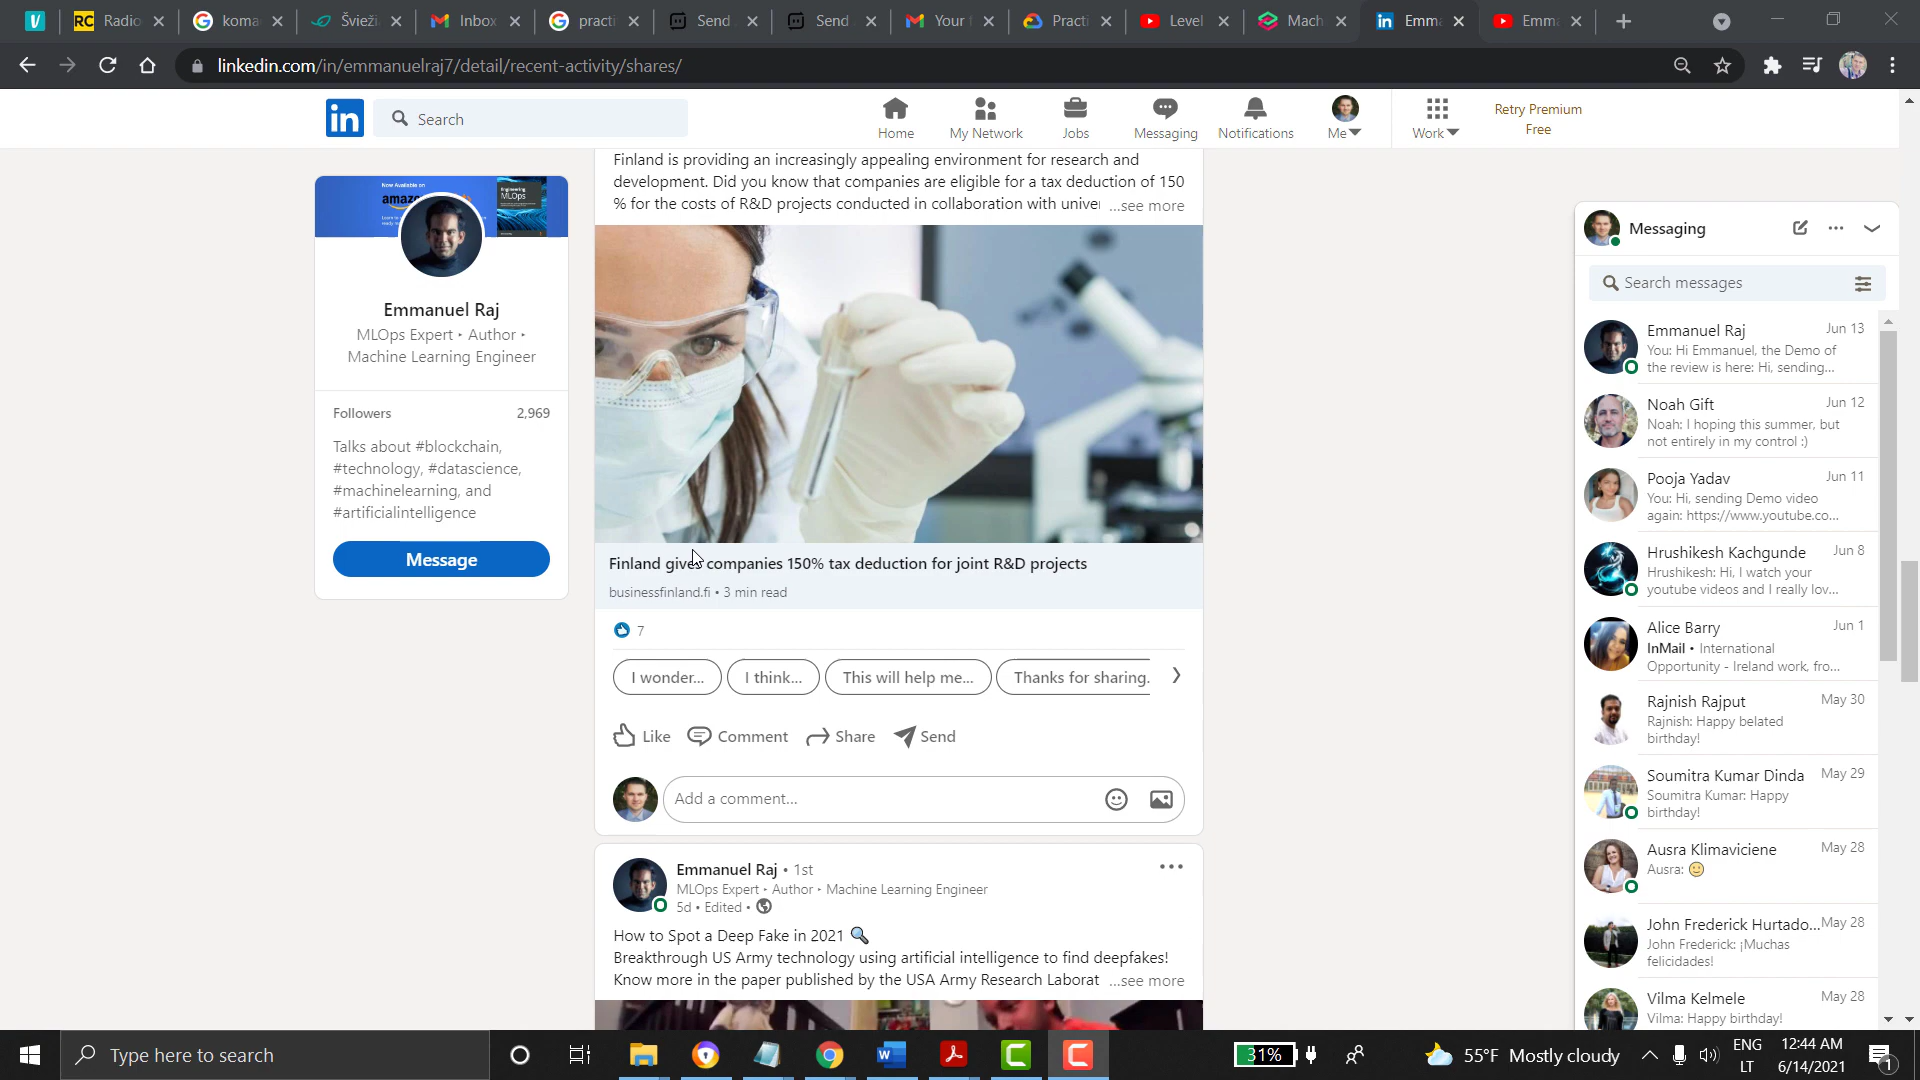 Radio
koma
Švieži
Inbox
practi
Send
Send
Your
Practi
Level
Mach
Emma
Emma
linkedin.com/in/emmanuelraj7/detail/recent-activity/shares/
in
Search
Home
My Network
Jobs
Messaging
Notifications
Me
Work
Retry Premium
Free
Now Available on
amaz
Engineering
MLOps
Emmanuel Raj
MLOps Expert • Author •
Machine Learning Engineer
Followers 2,969
Talks about #blockchain,
#technology, #datascience,
#machinelearning, and
#artificialintelligence
Message
Finland is providing an increasingly appealing environment for research and
development. Did you know that companies are eligible for a tax deduction of 150
% for the costs of R&D projects conducted in collaboration with univer ...see more
Finland gives companies 150% tax deduction for joint R&D projects
businessfinland.fi • 3 min read
7
I wonder...
I think...
This will help me...
Thanks for sharing.
Like
Comment
Share
Send
Add a comment...
Emmanuel Raj • 1st
MLOps Expert • Author • Machine Learning Engineer
5d • Edited •
How to Spot a Deep Fake in 2021
Breakthrough US Army technology using artificial intelligence to find deepfakes!
Know more in the paper published by the USA Army Research Laborat ...see more
Messaging
Search messages
Emmanuel Raj Jun 13
You: Hi Emmanuel, the Demo of
the review is here: Hi, sending...
Noah Gift Jun 12
Noah: I hoping this summer, but
not entirely in my control :)
Pooja Yadav Jun 11
You: Hi, sending Demo video
again: https://www.youtube.co...
Hrushikesh Kachgunde Jun 8
Hrushikesh: Hi, I watch your
youtube videos and I really lov...
Alice Barry Jun 1
InMail • International
Opportunity - Ireland work, fro...
Rajnish Rajput May 30
Rajnish: Happy belated
birthday!
Soumitra Kumar Dinda May 29
Soumitra Kumar: Happy
birthday!
Ausra Klimaviciene May 28
Ausra:
John Frederick Hurtado... May 28
John Frederick: ¡Muchas
felicidades!
Vilma Kelmele May 28
Vilma: Happy birthday!
Type here to search
31%
55°F Mostly cloudy
ENG
LT
12:44 AM
6/14/2021
1